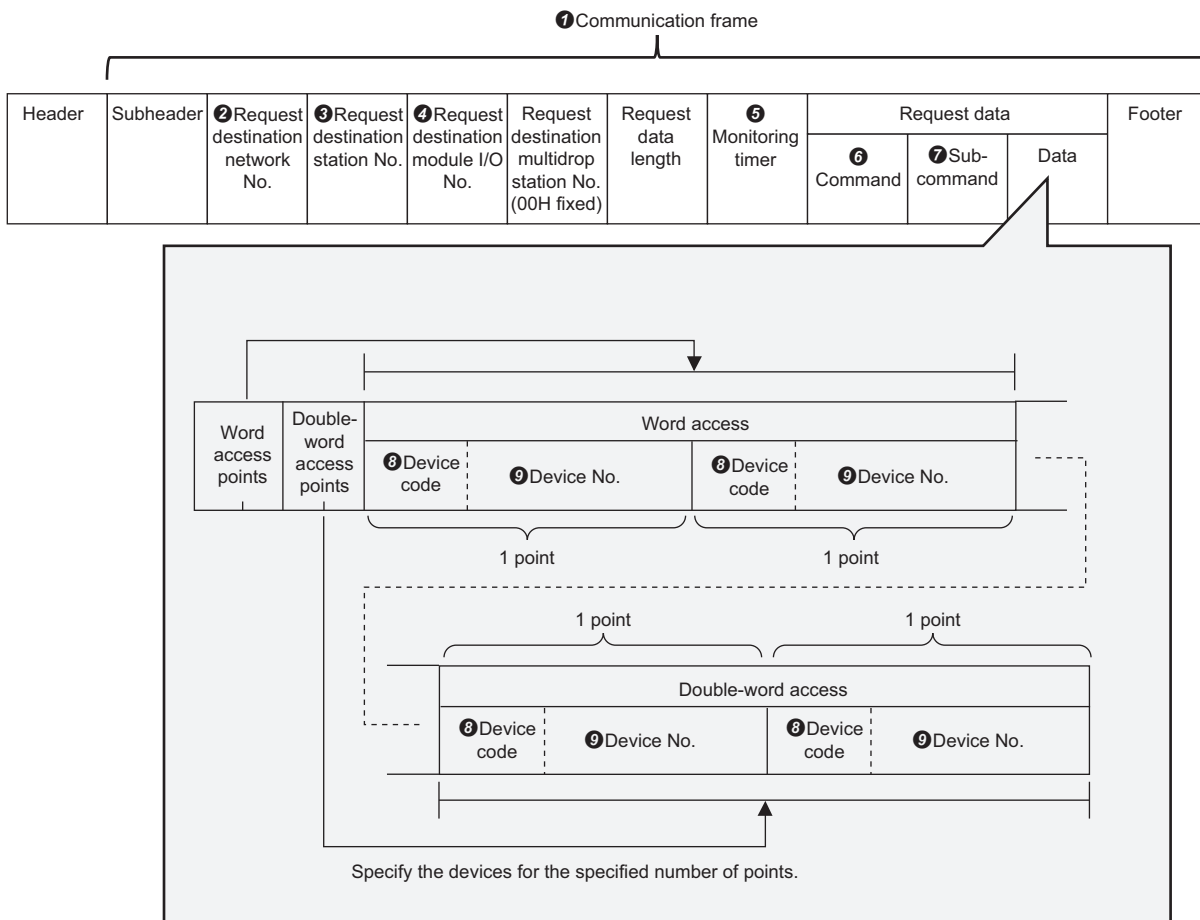 ❶Communication frame
Header
Subheader
❷Request
destination
network
No.
❸Request
destination
station No.
❹Request
destination
module I/O
No.
Request
destination
multidrop
station No.
(00H fixed)
Request
data
length
❺
Monitoring
timer
Request data
❻
Command
❼Sub-
command
Data
Footer
Word
access
points
Double-
word
access
points
Word access
❽Device
code
❾Device No.
❽Device
code
❾Device No.
1 point
1 point
1 point
1 point
Double-word access
❽Device
code
❾Device No.
❽Device
code
❾Device No.
Specify the devices for the specified number of points.